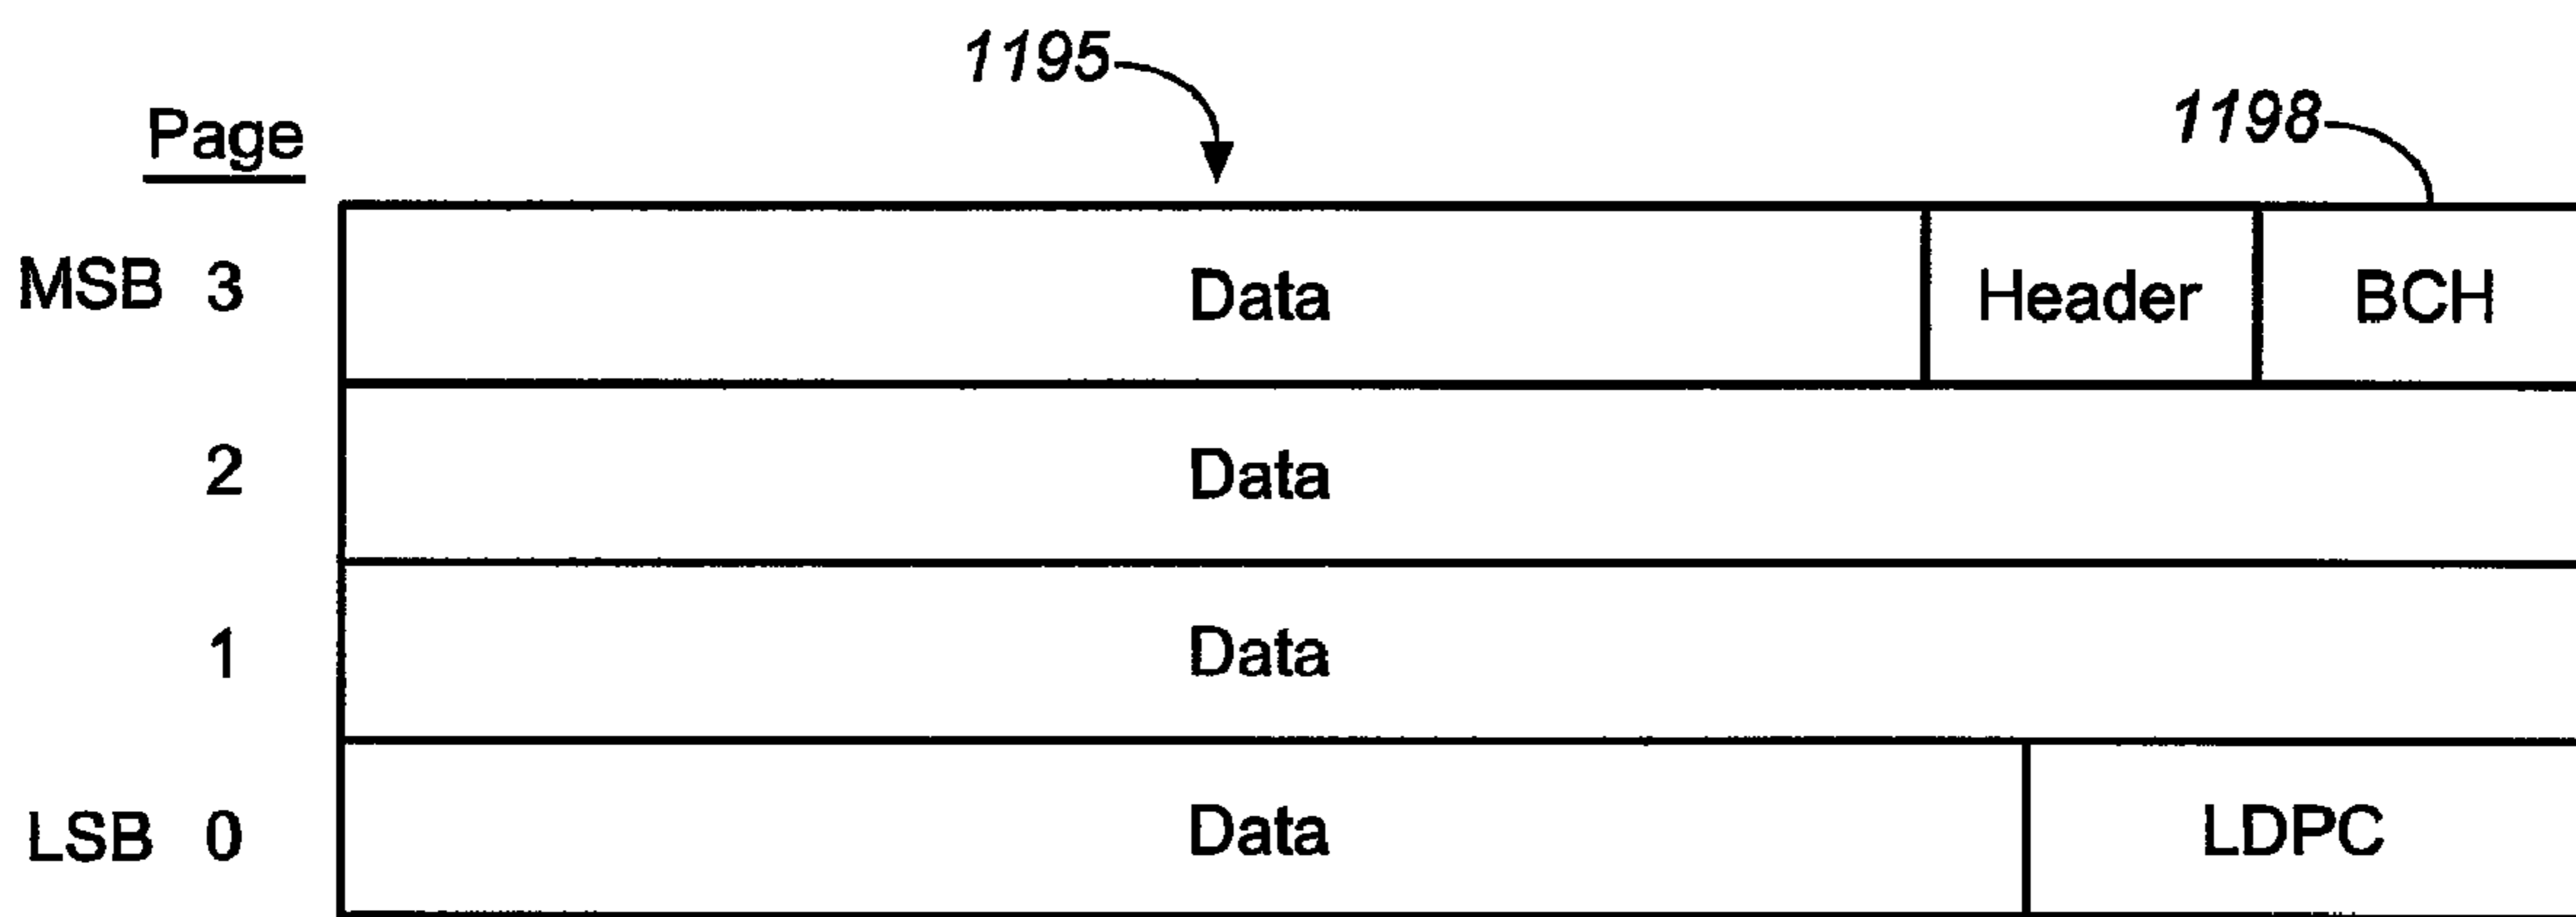 1195
1198
Page
MSB 3 Data Header BCH
2 Data
1 Data
LSB 0 Data LDPC